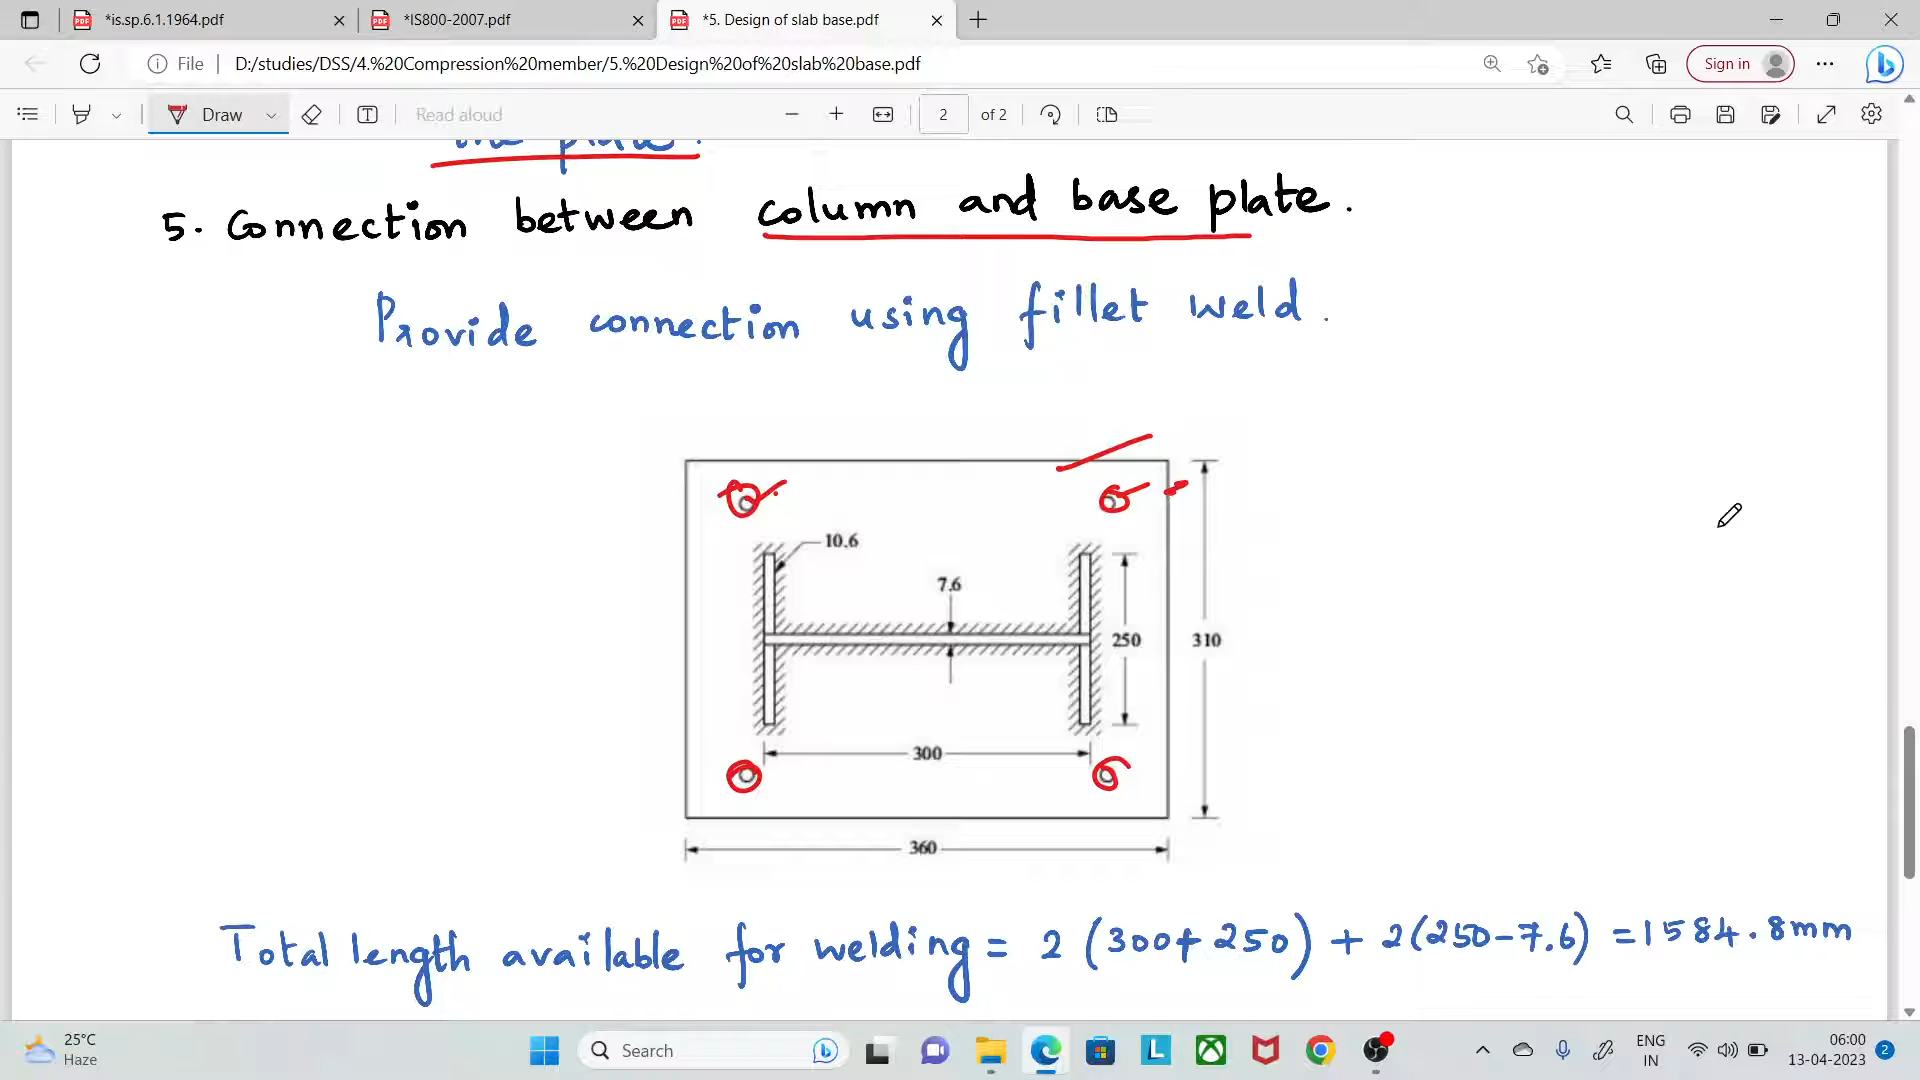 *is.sp.6.1.1964.pdf
*IS800-2007.pdf
*5. Design of slab base.pdf
File
D:/studies/DSS/4.%20Compression%20member/5.%20Design%20of%20slab%20base.pdf
Sign in
Draw
Read aloud
2
of 2
the plate.
5. Connection between column and base plate.
Provide connection using fillet weld.
10.6
7.6
250
310
300
360
Total length available for welding = 2 (300+250) + 2(250-7.6) = 1584.8mm
25°C
Haze
Search
ENG
IN
06:00
13-04-2023
2